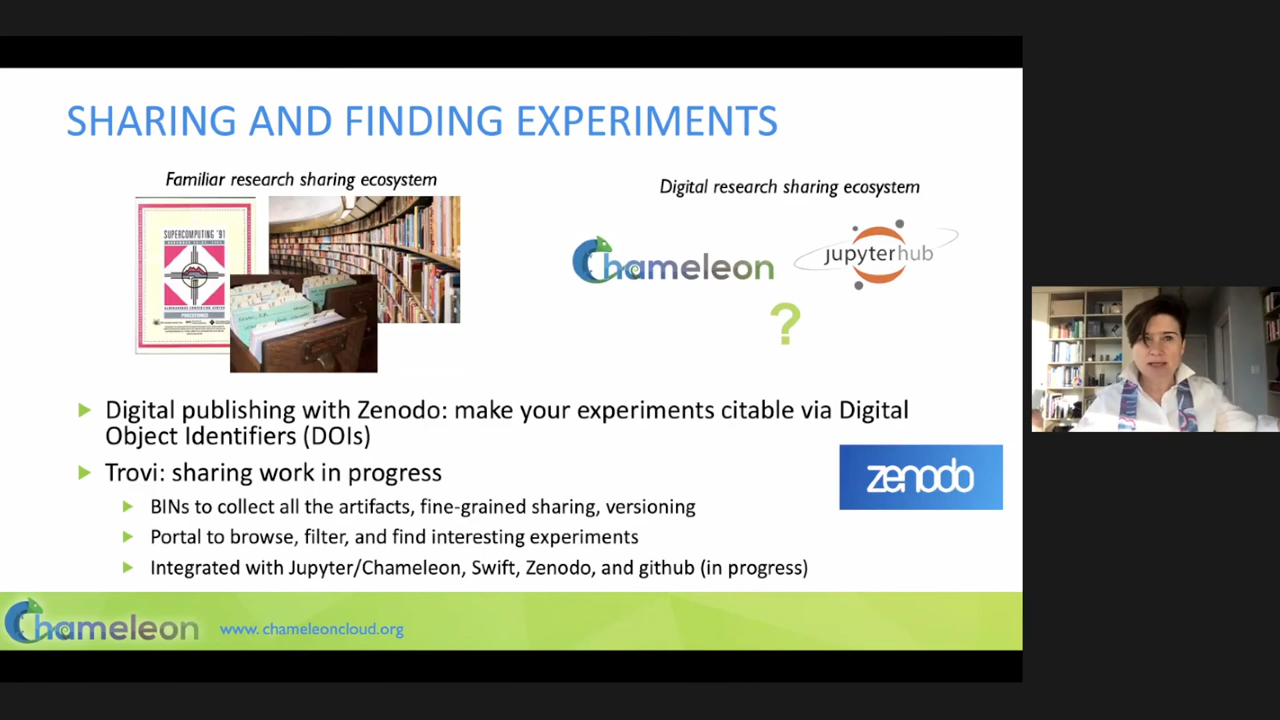 SHARING AND FINDING EXPERIMENTS
Familiar research sharing ecosystem
Digital research sharing ecosystem
SUPERCOMPUTING '91
PROCEEDINGS
Chameleon
jupyterhub
?
Digital publishing with Zenodo: make your experiments citable via Digital
Object Identifiers (DOIs)
Trovi: sharing work in progress
BINs to collect all the artifacts, fine-grained sharing, versioning
Portal to browse, filter, and find interesting experiments
Integrated with Jupyter/Chameleon, Swift, Zenodo, and github (in progress)
zenodo
Chameleon
www. chameleoncloud.org